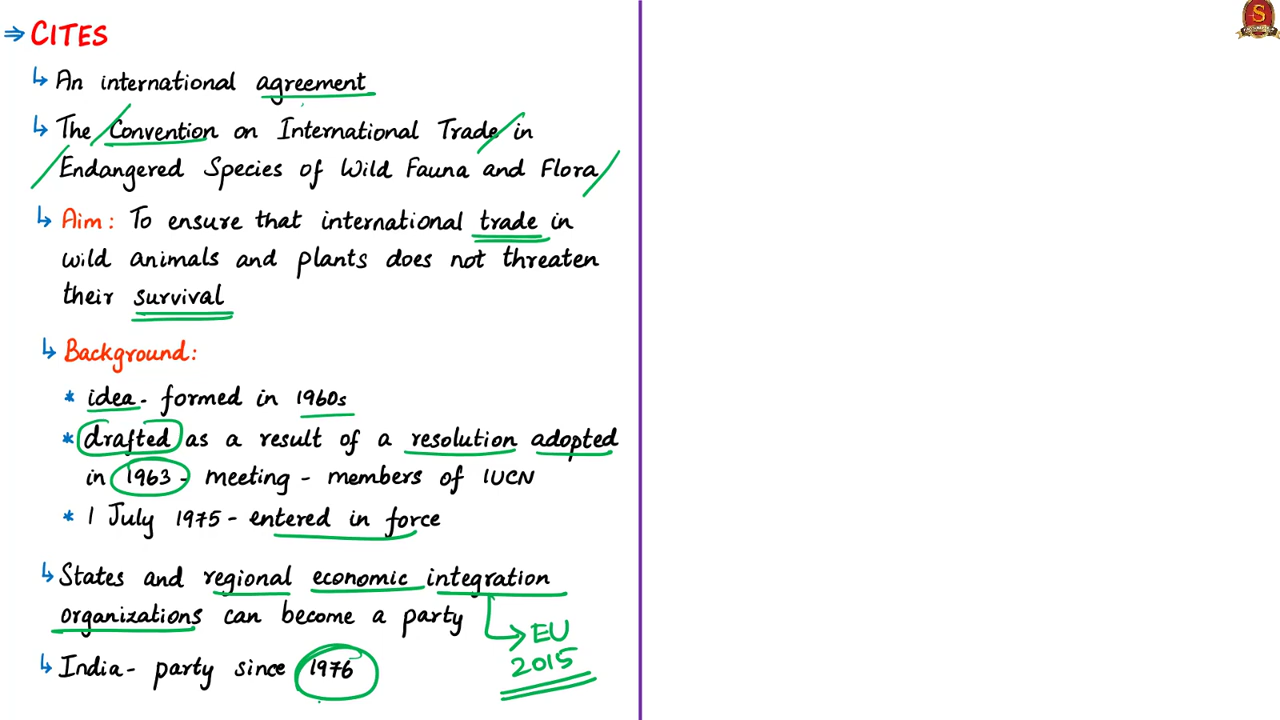 ⇒ CITES
↳ An international agreement
↳ The Convention on International Trade in
Endangered Species of Wild Fauna and Flora
↳ Aim: To ensure that international trade in
wild animals and plants does not threaten
their survival
↳ Background:
* idea - formed in 1960s
* drafted as a result of a resolution adopted
in 1963 - meeting - members of IUCN
* 1 July 1975 - entered in force
↳ States and regional economic integration
organizations can become a party
→ EU
2015
↳ India - party since 1976
S